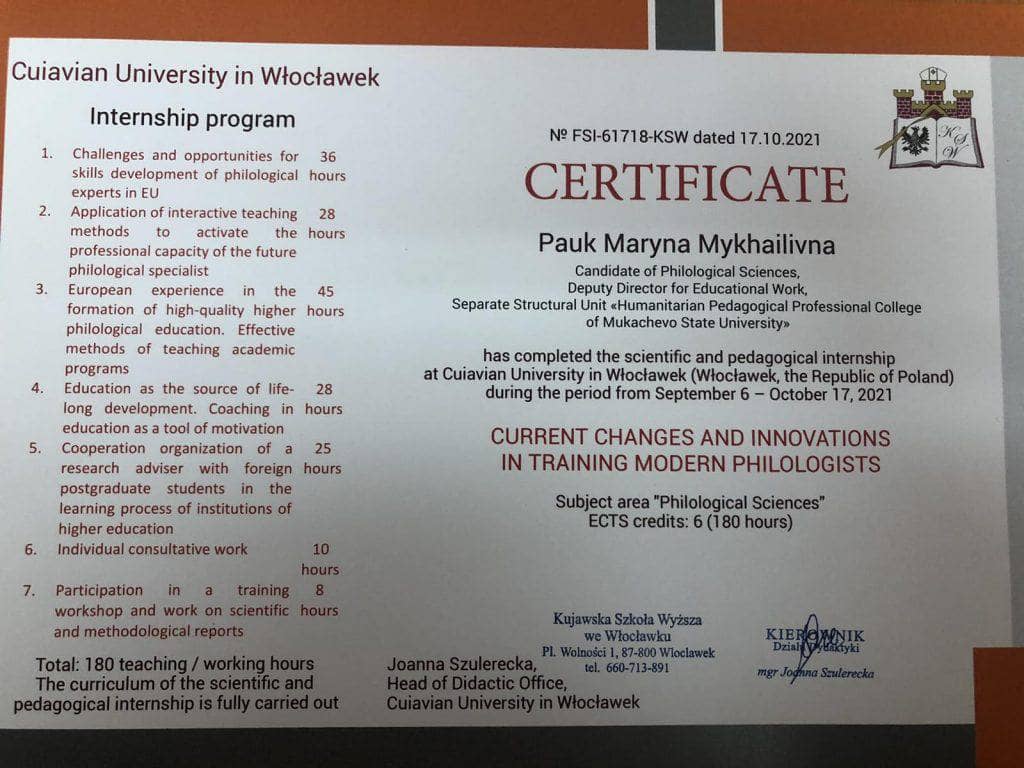 Cuiavian University in Włocławek
Internship program
1. Challenges and opportunities for 36
skills development of philological hours
experts in EU
2. Application of interactive teaching 28
methods to activate the hours
professional capacity of the future
philological specialist
3. European experience in the 45
formation of high-quality higher hours
philological education. Effective
methods of teaching academic
programs
4. Education as the source of life- 28
long development. Coaching in hours
education as a tool of motivation
5. Cooperation organization of a 25
research adviser with foreign hours
postgraduate students in the
learning process of institutions of
higher education
6. Individual consultative work 10
hours
7. Participation in a training 8
workshop and work on scientific hours
and methodological reports
Total: 180 teaching / working hours
The curriculum of the scientific and
pedagogical internship is fully carried out
KSW
№ FSI-61718-KSW dated 17.10.2021
CERTIFICATE
Pauk Maryna Mykhailivna
Candidate of Philological Sciences,
Deputy Director for Educational Work,
Separate Structural Unit «Humanitarian Pedagogical Professional College
of Mukachevo State University»
has completed the scientific and pedagogical internship
at Cuiavian University in Włocławek (Włocławek, the Republic of Poland)
during the period from September 6 – October 17, 2021
CURRENT CHANGES AND INNOVATIONS
IN TRAINING MODERN PHILOLOGISTS
Subject area "Philological Sciences"
ECTS credits: 6 (180 hours)
Kujawska Szkoła Wyższa
we Włocławku
Pl. Wolności 1, 87-800 Wloclawek
tel. 660-713-891
KIEROWNIK
Działu Dydaktyki
mgr Joanna Szulerecka
Joanna Szulerecka,
Head of Didactic Office,
Cuiavian University in Włocławek